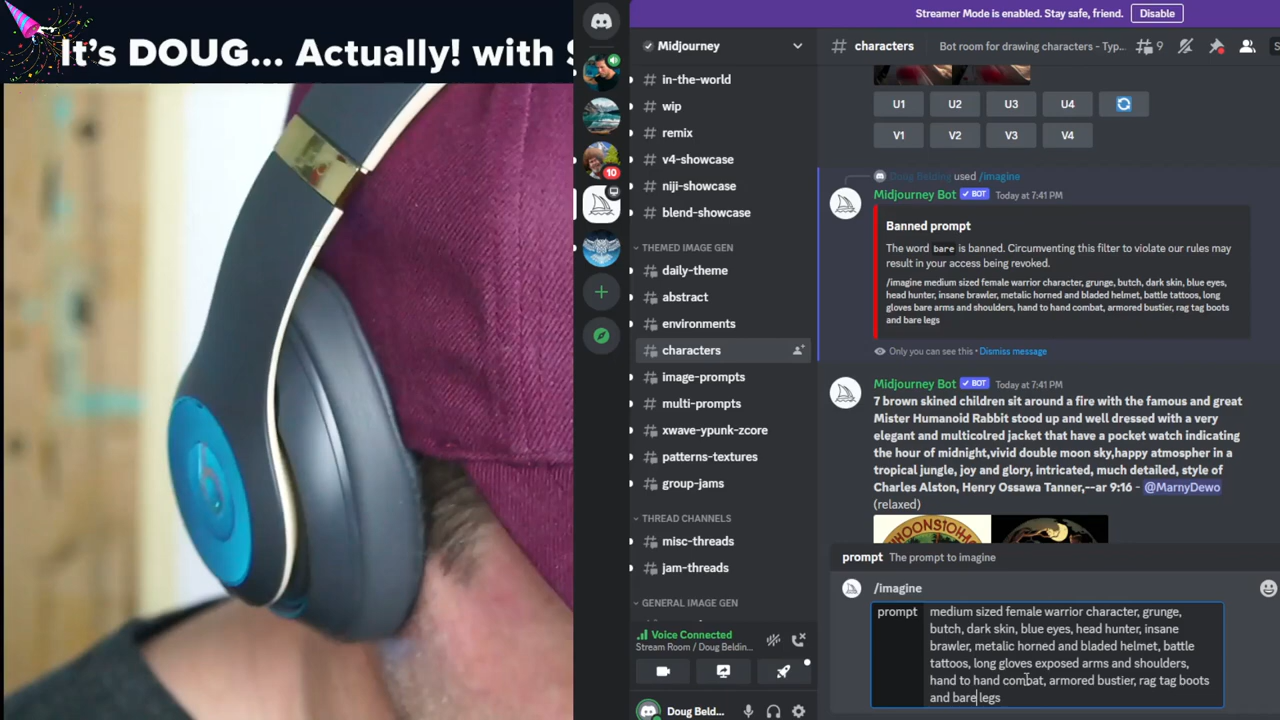 It's DOUG... Actually! with
Streamer Mode is enabled. Stay safe, friend.
Disable
Midjourney
in-the-world
wip
remix
v4-showcase
niji-showcase
blend-showcase
THEMED IMAGE GEN
daily-theme
abstract
environments
characters
image-prompts
multi-prompts
xwave-ypunk-zcore
patterns-textures
group-jams
THREAD CHANNELS
misc-threads
jam-threads
GENERAL IMAGE GEN
10
Voice Connected
Stream Room / Doug Beldin...
Doug Beld...
characters
Bot room for drawing characters - Typ...
9
U1 U2 U3 U4
V1 V2 V3 V4
Doug Belding used /imagine
Midjourney Bot BOT Today at 7:41 PM
Banned prompt
The word bare is banned. Circumventing this filter to violate our rules may
result in your access being revoked.
/imagine medium sized female warrior character, grunge, butch, dark skin, blue eyes,
head hunter, insane brawler, metalic horned and bladed helmet, battle tattoos, long
gloves bare arms and shoulders, hand to hand combat, armored bustier, rag tag boots
and bare legs
Only you can see this • Dismiss message
Midjourney Bot BOT Today at 7:41 PM
7 brown skined children sit around a fire with the famous and great
Mister Humanoid Rabbit stood up and well dressed with a very
elegant and multicolred jacket that have a pocket watch indicating
the hour of midnight,vivid double moon sky,happy atmospher in a
tropical jungle, joy and glory, intricated, much detailed, style of
Charles Alston, Henry Ossawa Tanner,--ar 9:16 - @MarnyDewo
(relaxed)
prompt The prompt to imagine
/imagine
prompt medium sized female warrior character, grunge,
butch, dark skin, blue eyes, head hunter, insane
brawler, metalic horned and bladed helmet, battle
tattoos, long gloves exposed arms and shoulders,
hand to hand combat, armored bustier, rag tag boots
and bare legs